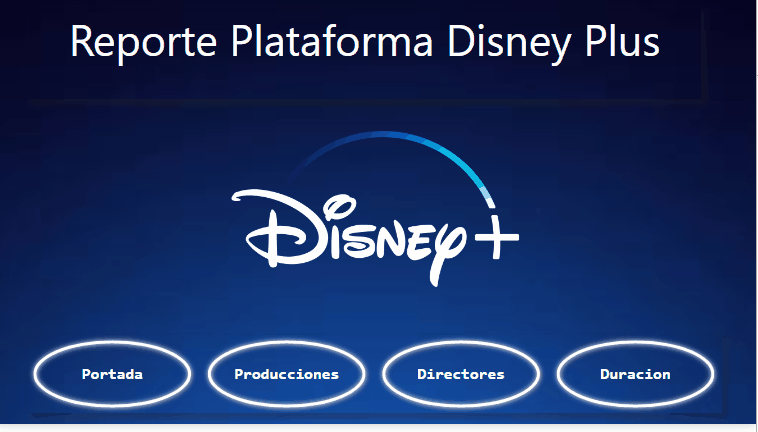 Reporte Plataforma Disney Plus
Disney+
Portada
Producciones
Directores
Duracion